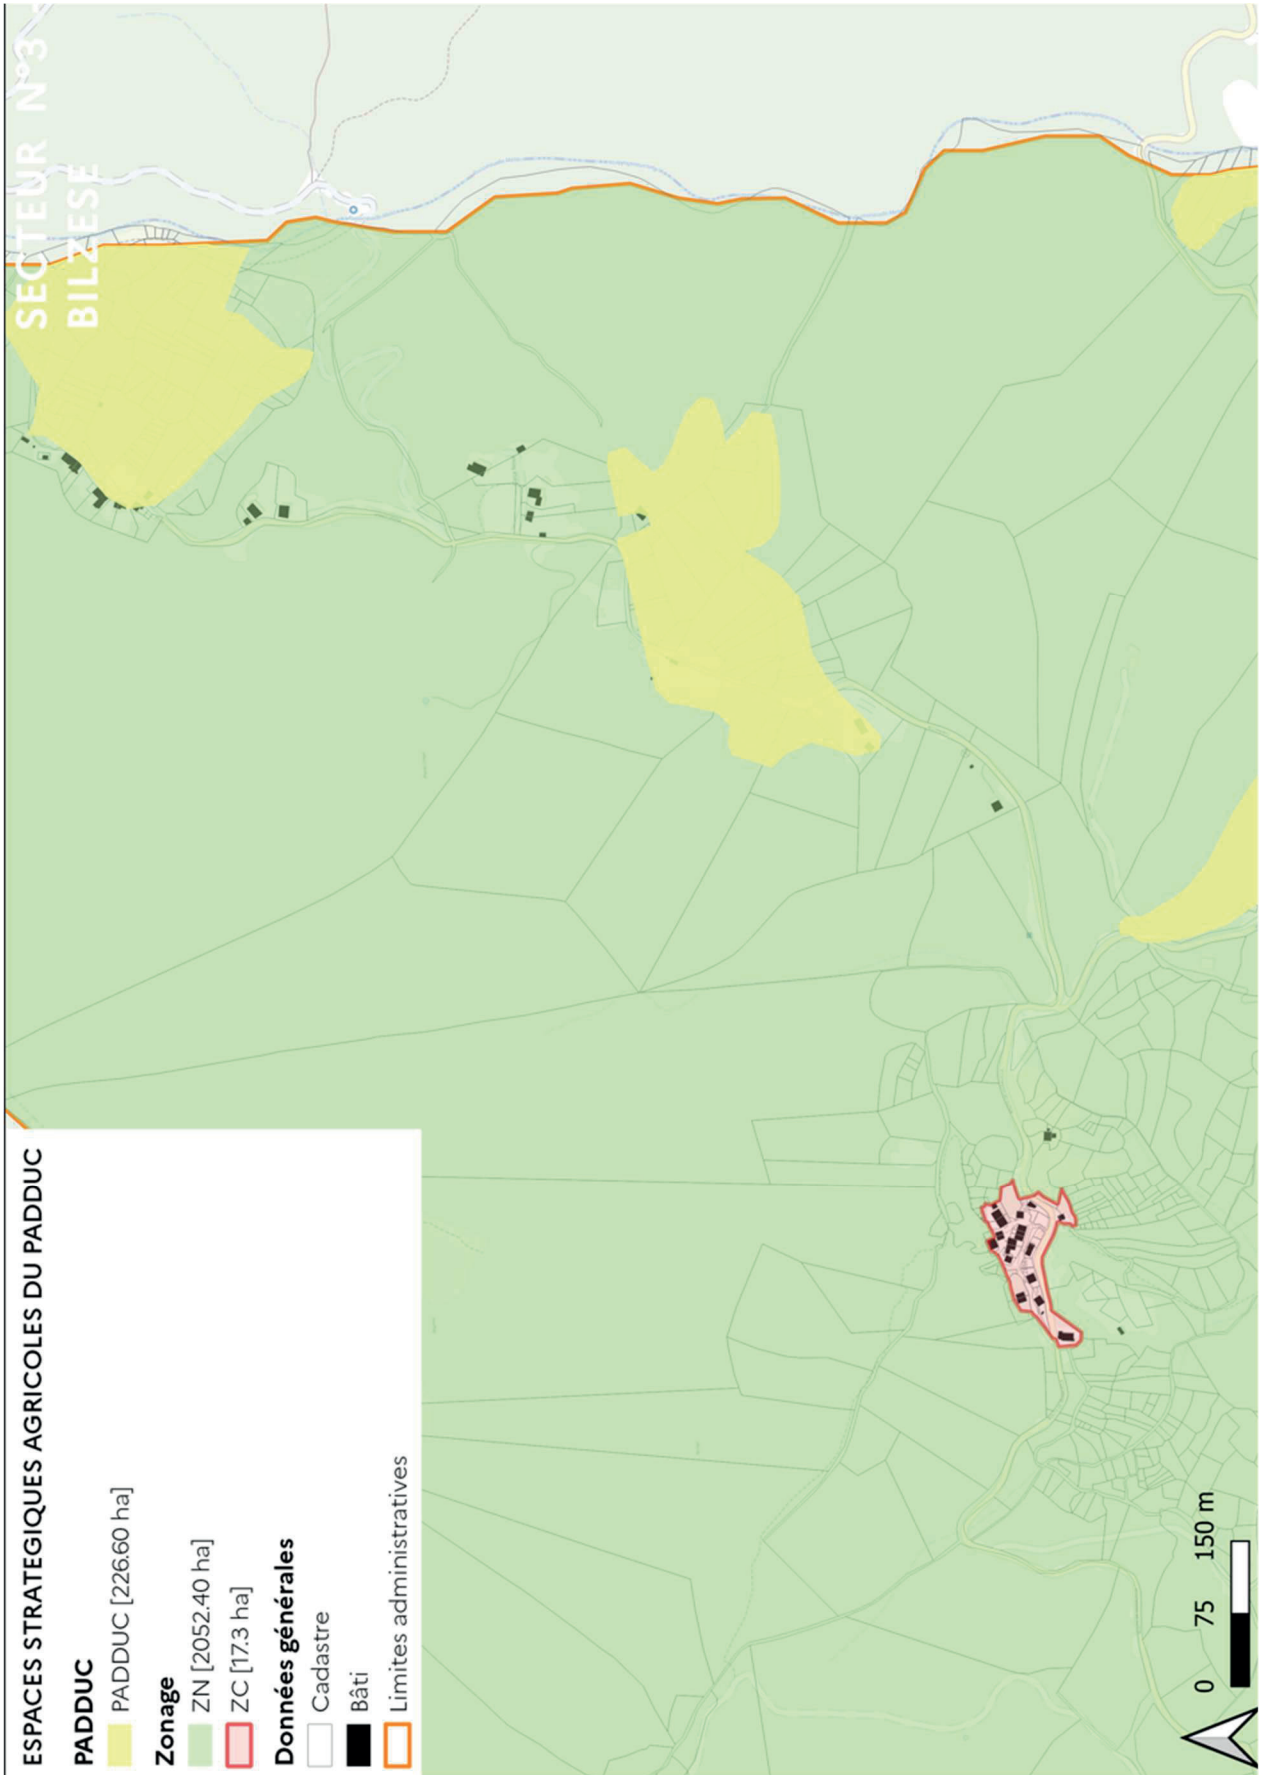 SECTEUR N°3 -
BILZESE
ESPACES STRATEGIQUES AGRICOLES DU PADDUC
PADDUC
PADDUC [226.60 ha]
Zonage
ZN [2052.40 ha]
ZC [17.3 ha]
Données générales
Cadastre
Bâti
Limites administratives
0 75 150 m